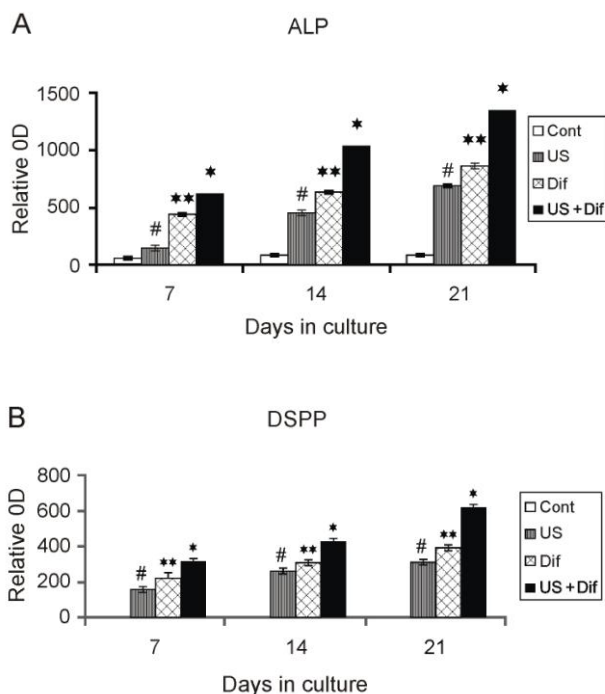 A
ALP
Relative 0D
1500
1000
500
0
# ** *
# ** *
# ** *
7 14 21
Days in culture
Cont
US
Dif
US + Dif
B
DSPP
Relative 0D
800
600
400
200
0
# ** *
# ** *
# ** *
7 14 21
Days in culture
Cont
US
Dif
US + Dif